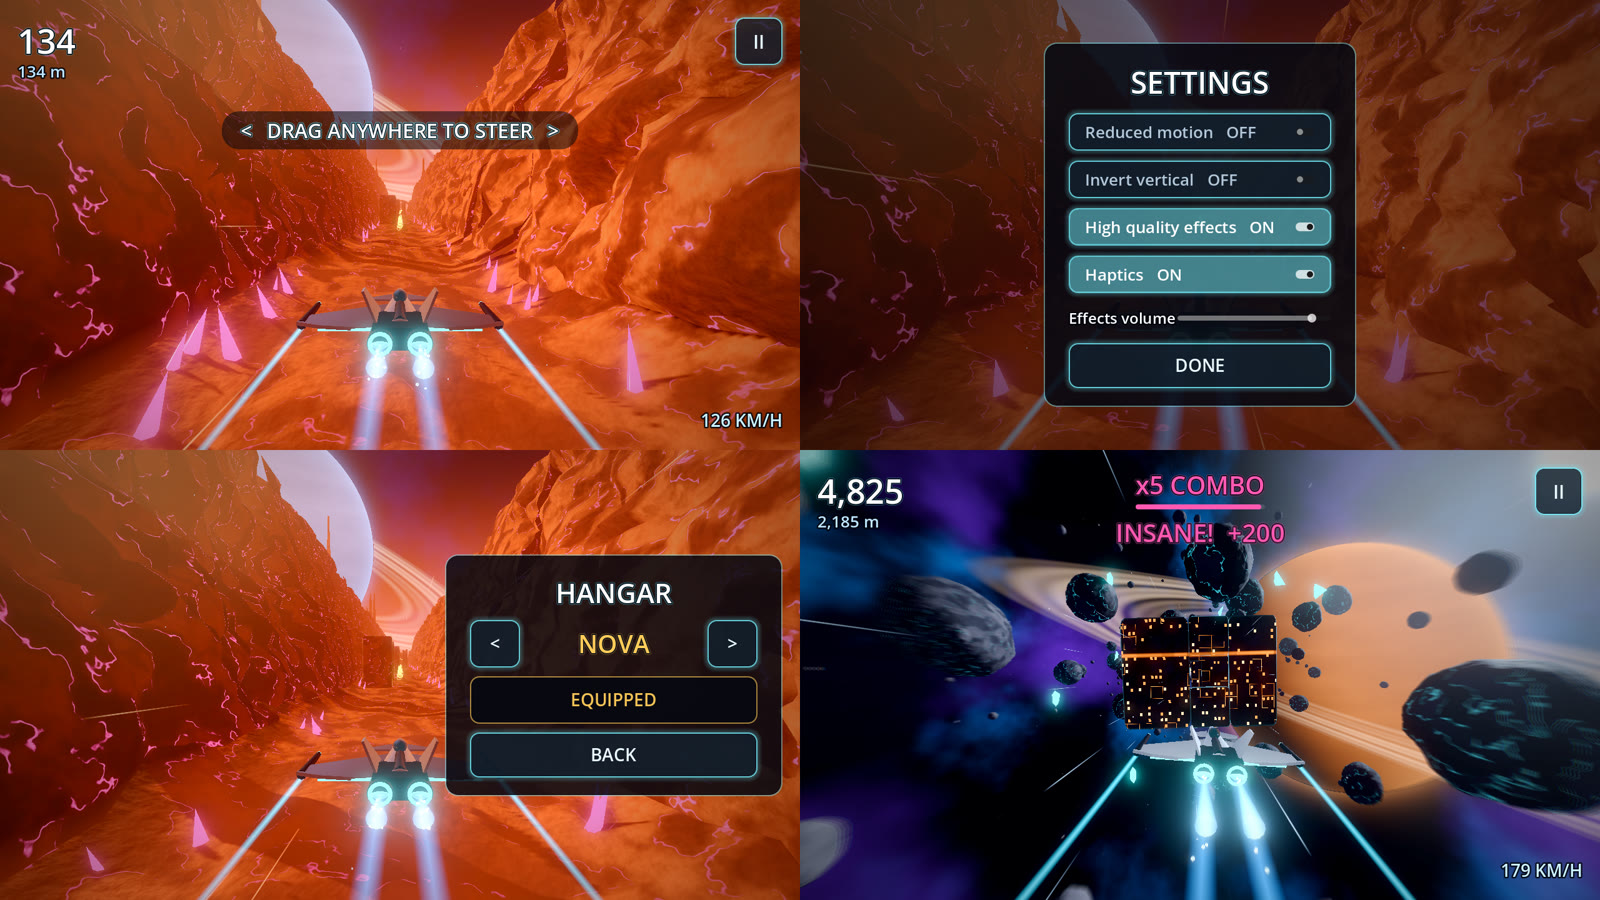 134
134 m
< DRAG ANYWHERE TO STEER >
126 KM/H
SETTINGS
Reduced motion OFF
Invert vertical OFF
High quality effects ON
Haptics ON
Effects volume
DONE
HANGAR
< NOVA >
EQUIPPED
BACK
4,825
2,185 m
x5 COMBO
INSANE! +200
179 KM/H